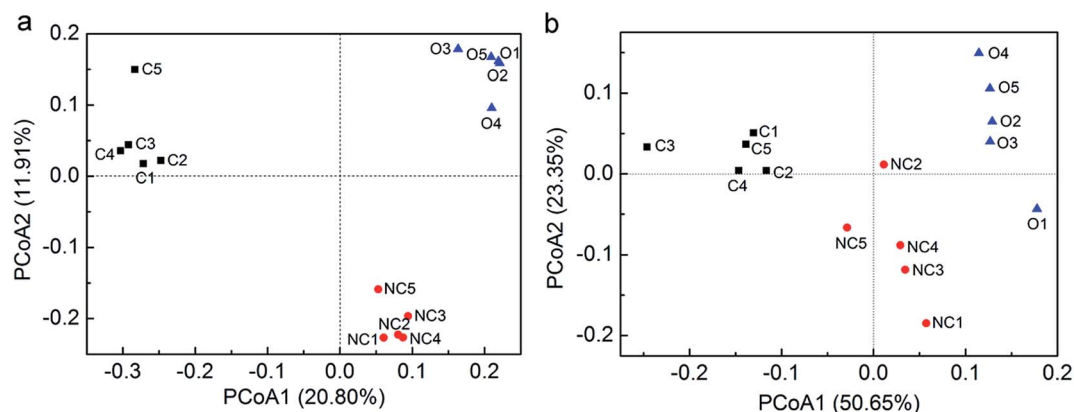 a
0.2
0.1
0.0
-0.1
-0.2
PCoA2 (11.91%)
C5
C3
C4
C2
C1
O3
O5
O1
O2
O4
NC5
NC3
NC2
NC1
NC4
-0.3
-0.2
-0.1
0.0
0.1
0.2
PCoA1 (20.80%)
b
0.1
0.0
-0.1
-0.2
PCoA2 (23.35%)
C3
C1
C5
C4
C2
O4
O5
O2
O3
O1
NC2
NC5
NC4
NC3
NC1
-0.2
-0.1
0.0
0.1
0.2
PCoA1 (50.65%)